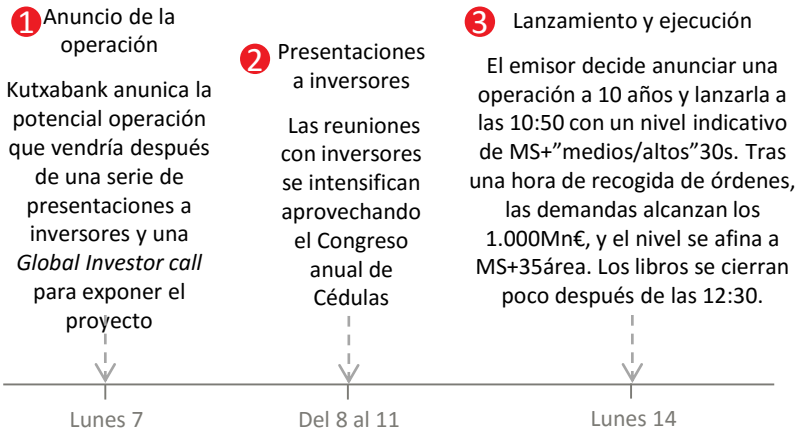 1 Anuncio de la
operación
Kutxabank anunica la
potencial operación
que vendría después
de una serie de
presentaciones a
inversores y una
Global Investor call
para exponer el
proyecto
2 Presentaciones
a inversores
Las reuniones
con inversores
se intensifican
aprovechando
el Congreso
anual de
Cédulas
3 Lanzamiento y ejecución
El emisor decide anunciar una
operación a 10 años y lanzarla a
las 10:50 con un nivel indicativo
de MS+”medios/altos”30s. Tras
una hora de recogida de órdenes,
las demandas alcanzan los
1.000Mn€, y el nivel se afina a
MS+35área. Los libros se cierran
poco después de las 12:30.
Lunes 7
Del 8 al 11
Lunes 14